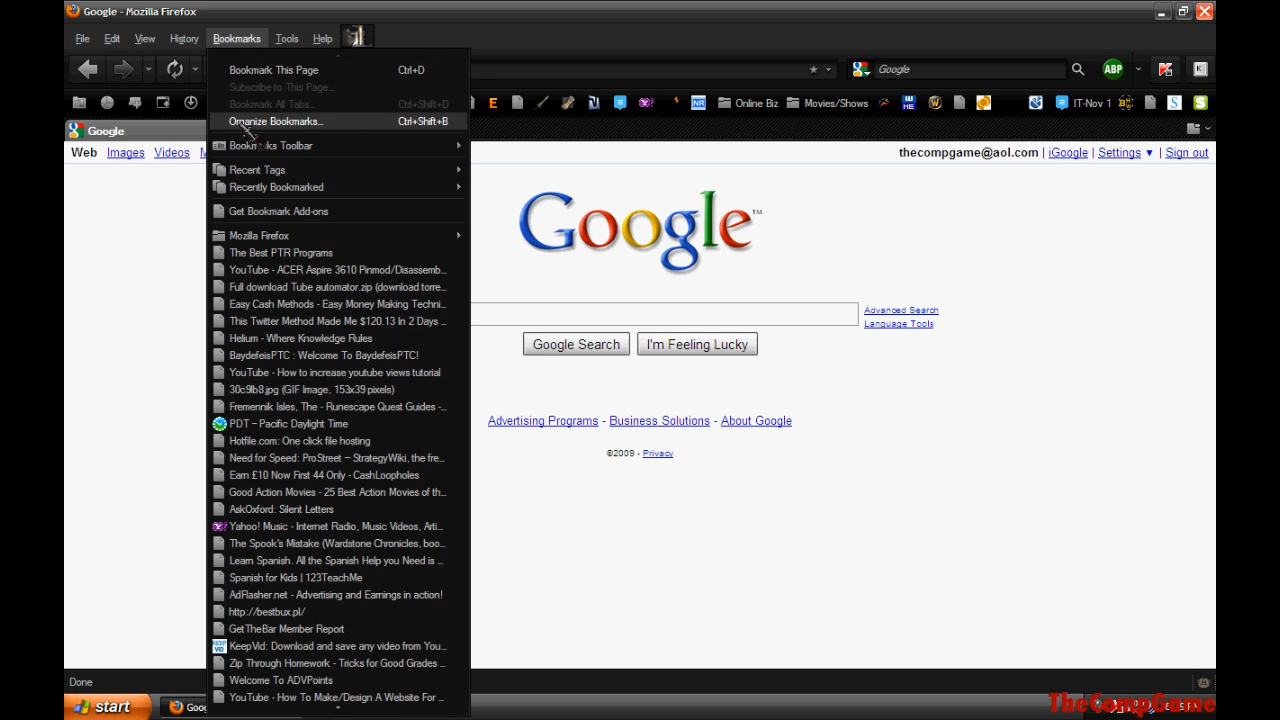 Google - Mozilla Firefox
File Edit View History Bookmarks Tools Help
Bookmark This Page Ctrl+D
Subscribe to This Page...
Bookmark All Tabs... Ctrl+Shift+D
Organize Bookmarks... Ctrl+Shift+B
Bookmarks Toolbar
Recent Tags
Recently Bookmarked
Get Bookmark Add-ons
Mozilla Firefox
The Best PTR Programs
YouTube - ACER Aspire 3610 Pinmod/Disassemb...
Full download Tube automator.zip (download torre...
Easy Cash Methods - Easy Money Making Techni...
This Twitter Method Made Me $120.13 In 2 Days ...
Helium - Where Knowledge Rules
BaydefeisPTC : Welcome To BaydefeisPTC!
YouTube - How to increase youtube views tutorial
30c9lb8.jpg (GIF Image, 153x39 pixels)
Fremennik Isles, The - Runescape Quest Guides -...
PDT – Pacific Daylight Time
Hotfile.com: One click file hosting
Need for Speed: ProStreet – StrategyWiki, the fre...
Earn £10 Now First 44 Only - CashLoopholes
Good Action Movies - 25 Best Action Movies of th...
AskOxford: Silent Letters
Yahoo! Music - Internet Radio, Music Videos, Arti...
The Spook's Mistake (Wardstone Chronicles, boo...
Learn Spanish. All the Spanish Help you Need is ...
Spanish for Kids | 123TeachMe
AdFlasher.net - Advertising and Earnings in action!
http://bestbux.pl/
GetTheBar Member Report
KEEP VID KeepVid: Download and save any video from You...
Zip Through Homework - Tricks for Good Grades ...
Welcome To ADVPoints
YouTube - How To Make/Design A Website For ...
Google
ABP
K
E
NR
Online Biz
Movies/Shows
W
IT-Nov 1
S
Google
Web Images Videos M
thecompgame@aol.com | iGoogle | Settings ▼ | Sign out
Google™
Advanced Search
Language Tools
Google Search I'm Feeling Lucky
Advertising Programs - Business Solutions - About Google
©2009 - Privacy
Done
start
Goog
TheCompGame